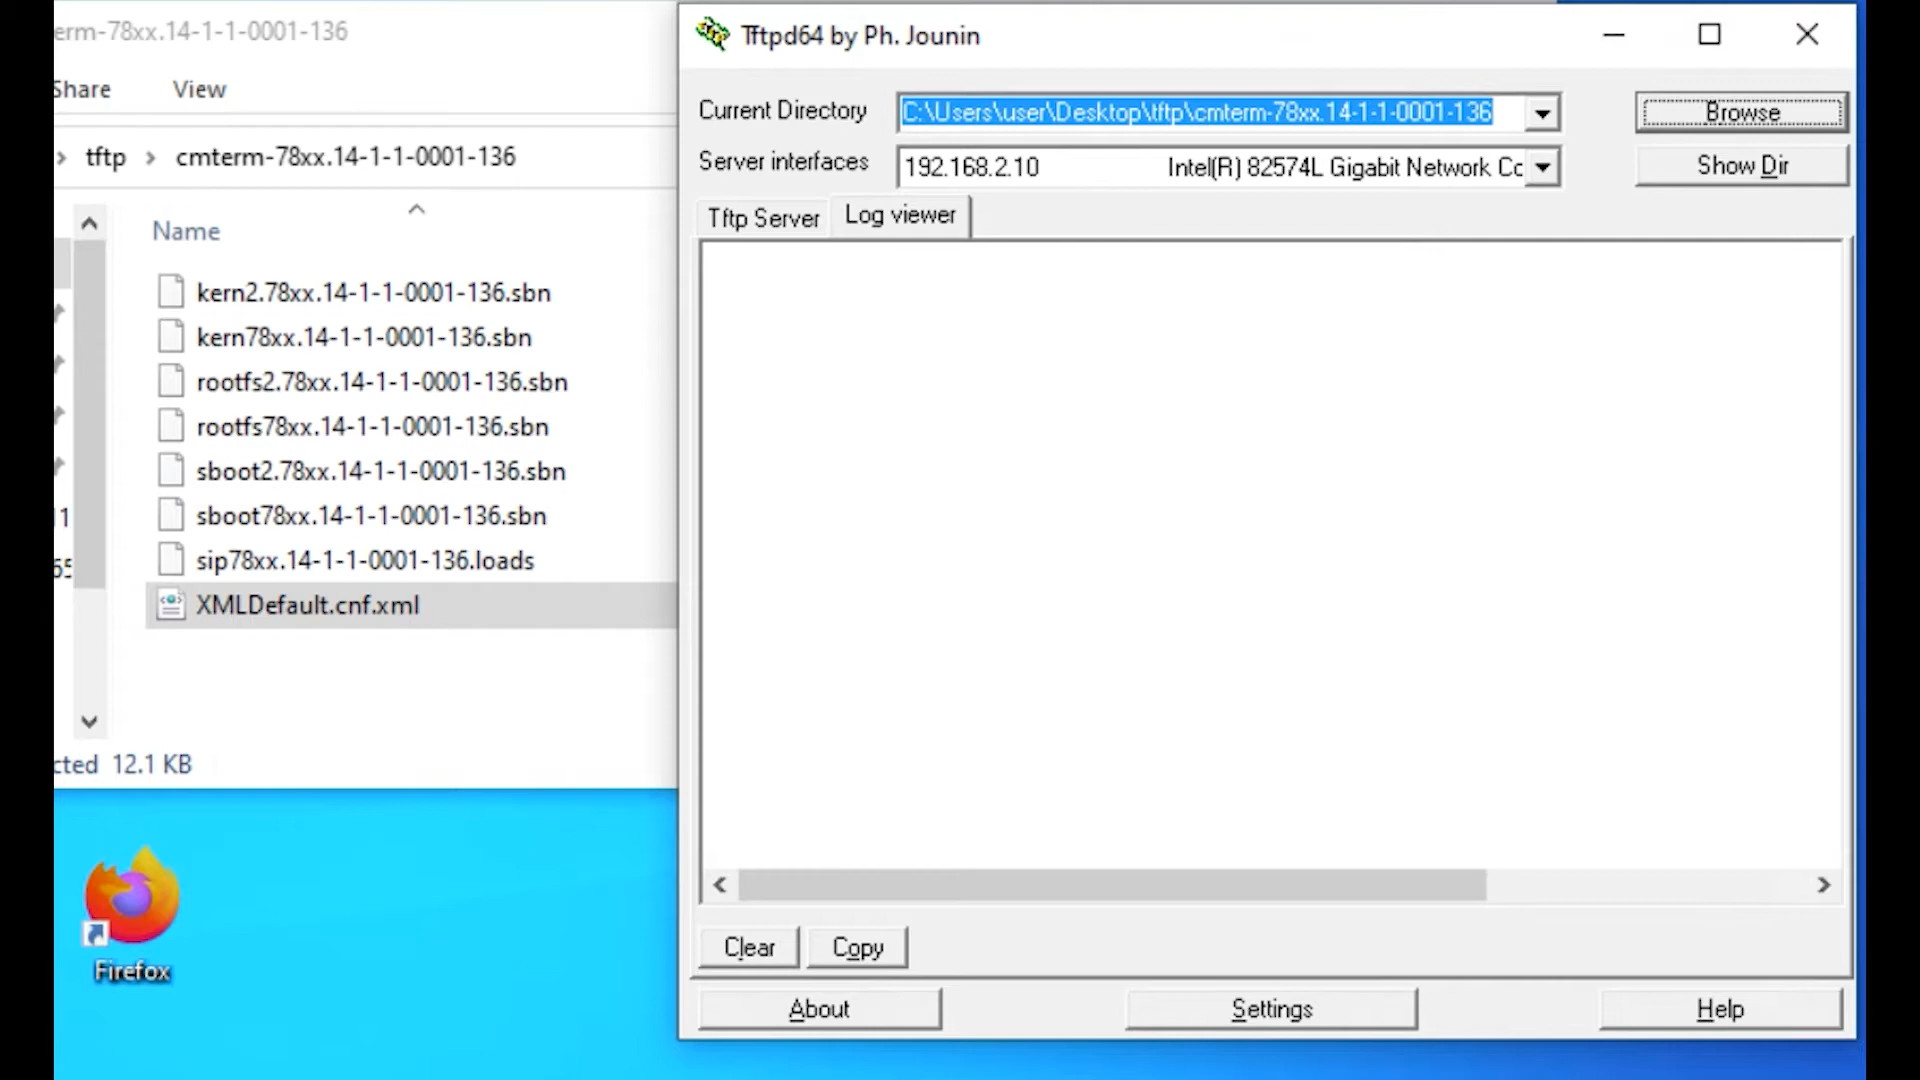 erm-78xx.14-1-1-0001-136
Share View
tftp cmterm-78xx.14-1-1-0001-136
Name
kern2.78xx.14-1-1-0001-136.sbn
kern78xx.14-1-1-0001-136.sbn
rootfs2.78xx.14-1-1-0001-136.sbn
rootfs78xx.14-1-1-0001-136.sbn
sboot2.78xx.14-1-1-0001-136.sbn
sboot78xx.14-1-1-0001-136.sbn
sip78xx.14-1-1-0001-136.loads
XMLDefault.cnf.xml
cted 12.1 KB
Firefox
Tftpd64 by Ph. Jounin
Current Directory C:\Users\user\Desktop\tftp\cmterm-78xx.14-1-1-0001-136 Browse
Server interfaces 192.168.2.10 Intel(R) 82574L Gigabit Network Cc Show Dir
Tftp Server Log viewer
Clear Copy
About Settings Help